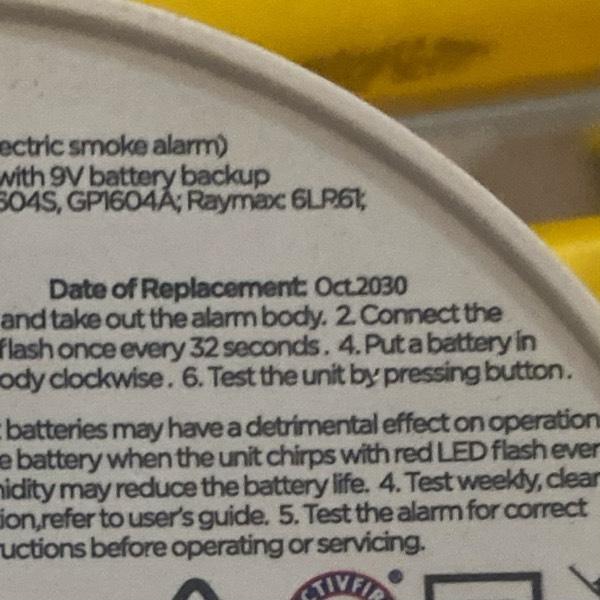 ectric smoke alarm)
with 9V battery backup
604S, GP1604A; Raymax: 6LR61;
Date of Replacement: Oct.2030
and take out the alarm body. 2. Connect the
flash once every 32 seconds. 4. Put a battery in
ody clockwise. 6. Test the unit by pressing button.
batteries may have a detrimental effect on operation
e battery when the unit chirps with red LED flash ever
nidity may reduce the battery life. 4. Test weekly, clear
ion,refer to user's guide. 5. Test the alarm for correct
uctions before operating or servicing.
CTIVFIR